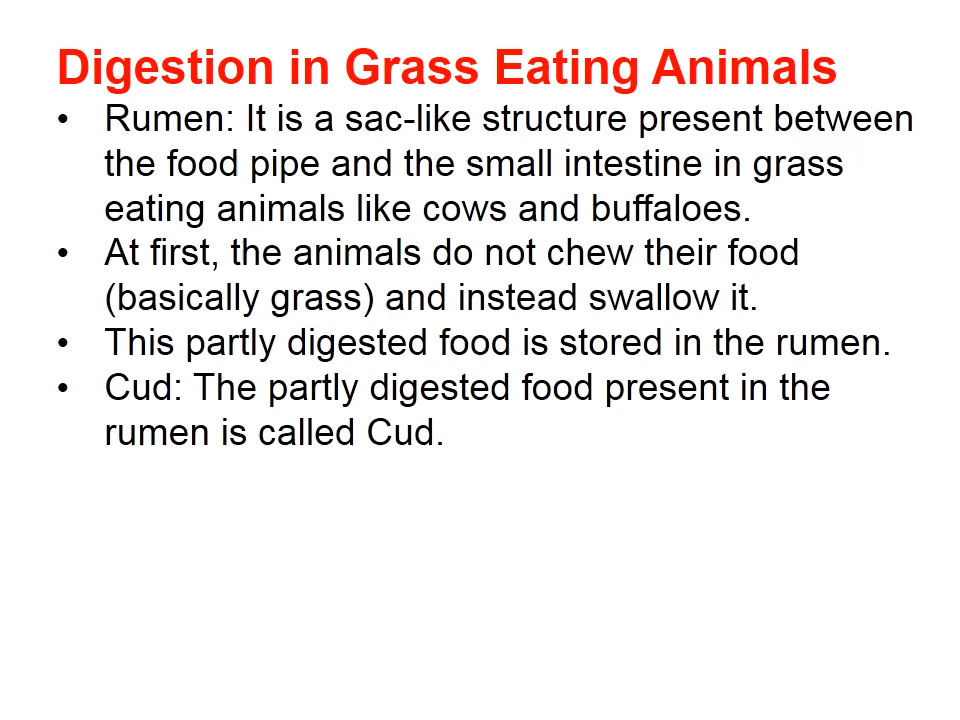 Digestion in Grass Eating Animals
• Rumen: It is a sac-like structure present between
the food pipe and the small intestine in grass
eating animals like cows and buffaloes.
• At first, the animals do not chew their food
(basically grass) and instead swallow it.
• This partly digested food is stored in the rumen.
• Cud: The partly digested food present in the
rumen is called Cud.